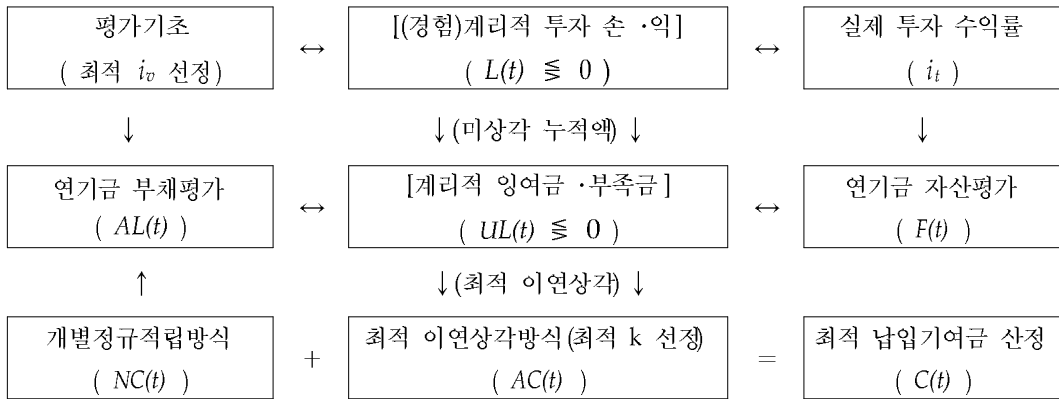 평가기초 ↔ [(경험)계리적 투자 손·익] ↔ 실제 투자 수익률
( 최적 iᵥ 선정) ( L(t) ≦≧ 0 ) ( iₜ )
↓ ↓(미상각 누적액) ↓ ↓
연기금 부채평가 ↔ [계리적 잉여금·부족금] ↔ 연기금 자산평가
( AL(t) ) ( UL(t) ≦≧ 0 ) ( F(t) )
↑ ↓(최적 이연상각) ↓
개별정규적립방식 + 최적 이연상각방식(최적 k 선정) = 최적 납입기여금 산정
( NC(t) ) ( AC(t) ) ( C(t) )